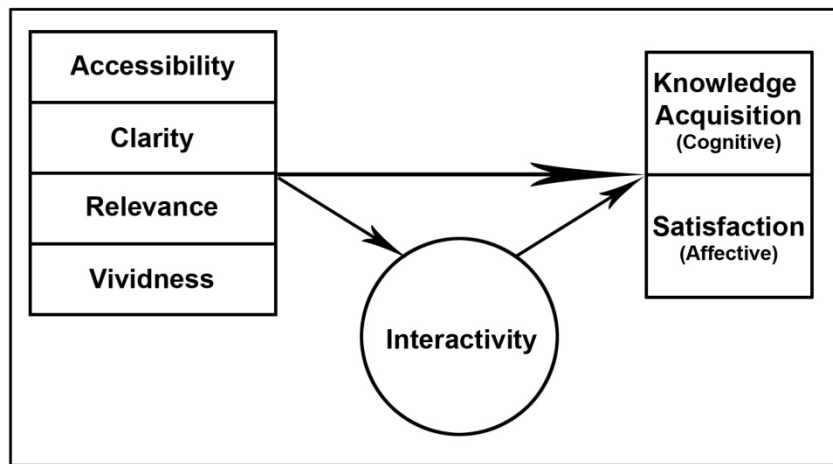 Accessibility
Clarity
Relevance
Vividness
Interactivity
Knowledge
Acquisition
(Cognitive)
Satisfaction
(Affective)